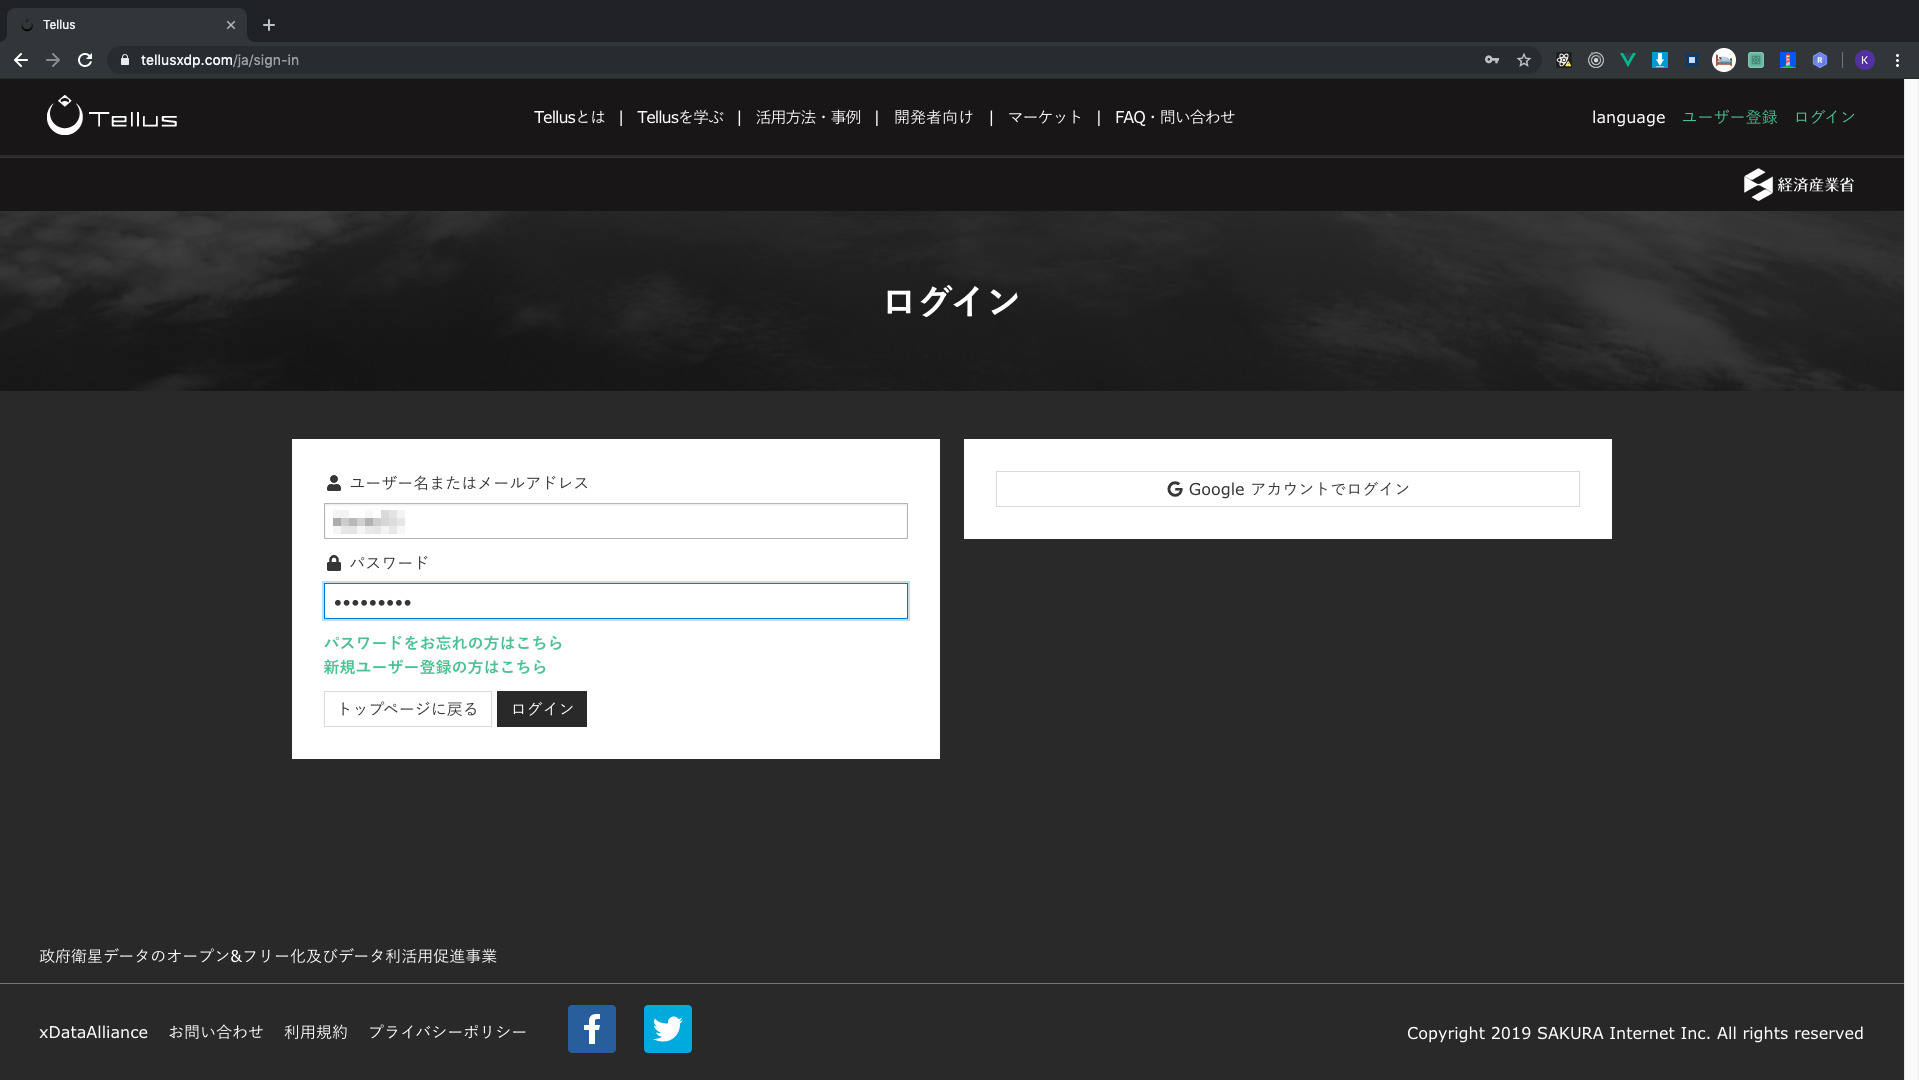 Tellus
tellusxdp.com/ja/sign-in
K
Tellus
Tellusとは | Tellusを学ぶ | 活用方法・事例 | 開発者向け | マーケット | FAQ・問い合わせ
language ユーザー登録 ログイン
経済産業省
ログイン
ユーザー名またはメールアドレス
パスワード
•••••••••
パスワードをお忘れの方はこちら
新規ユーザー登録の方はこちら
トップページに戻る ログイン
G Google アカウントでログイン
政府衛星データのオープン&フリー化及びデータ利活用促進事業
xDataAlliance お問い合わせ 利用規約 プライバシーポリシー
Copyright 2019 SAKURA Internet Inc. All rights reserved